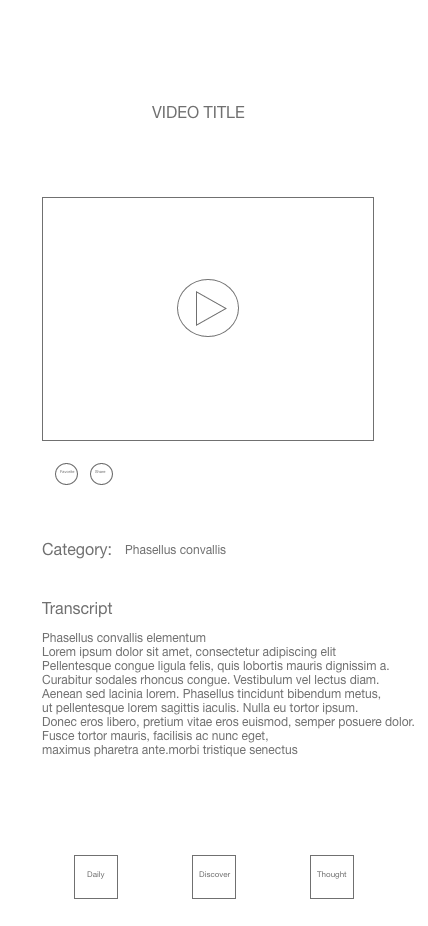 VIDEO TITLE
Favourite Share
Category: Phasellus convallis
Transcript
Phasellus convallis elementum
Lorem ipsum dolor sit amet, consectetur adipiscing elit
Pellentesque congue ligula felis, quis lobortis mauris dignissim a.
Curabitur sodales rhoncus congue. Vestibulum vel lectus diam.
Aenean sed lacinia lorem. Phasellus tincidunt bibendum metus,
ut pellentesque lorem sagittis iaculis. Nulla eu tortor ipsum.
Donec eros libero, pretium vitae eros euismod, semper posuere dolor.
Fusce tortor mauris, facilisis ac nunc eget,
maximus pharetra ante.morbi tristique senectus
Daily Discover Thought